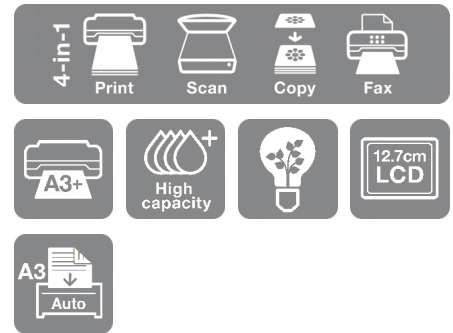 4-in-1
Print
Scan
Copy
Fax
A3+
High
capacity
12.7cm
LCD
A3
Auto